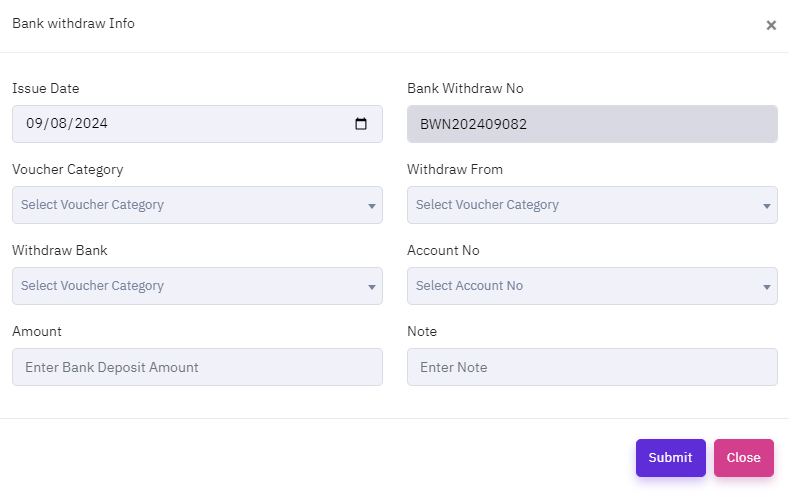 Bank withdraw Info
×
Issue Date
Bank Withdraw No
09/08/2024
BWN202409082
Voucher Category
Withdraw From
Select Voucher Category
Select Voucher Category
Withdraw Bank
Account No
Select Voucher Category
Select Account No
Amount
Note
Enter Bank Deposit Amount
Enter Note
Submit
Close